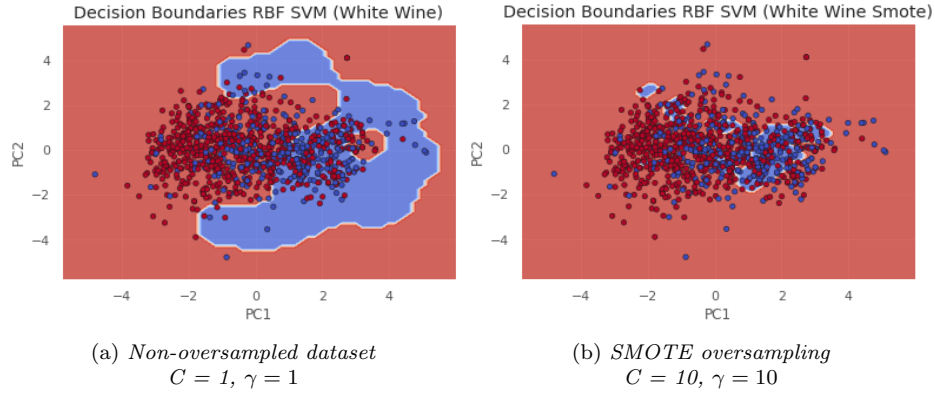 Decision Boundaries RBF SVM (White Wine)
4
2
0
−2
−4
PC2
−4
−2
0
2
4
PC1
(a) Non-oversampled dataset
C = 1, γ = 1
Decision Boundaries RBF SVM (White Wine Smote)
4
2
0
−2
−4
PC2
−4
−2
0
2
4
PC1
(b) SMOTE oversampling
C = 10, γ = 10